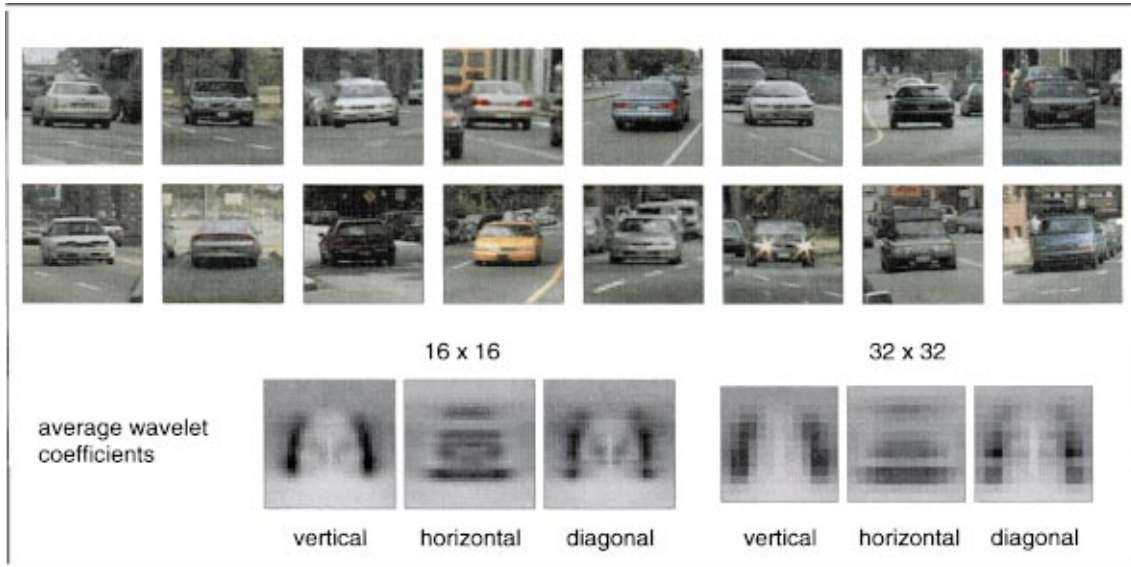 16 x 16
32 x 32
average wavelet
coefficients
vertical
horizontal
diagonal
vertical
horizontal
diagonal